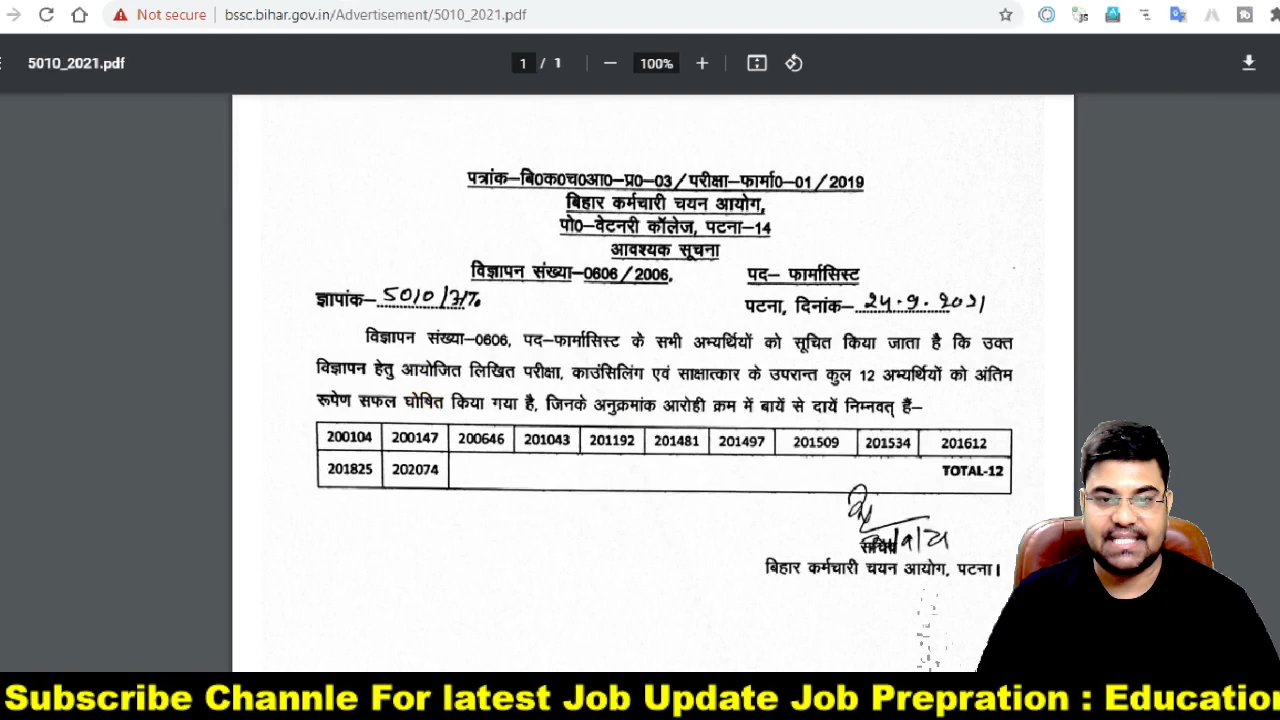 Not secure | bssc.bihar.gov.in/Advertisement/5010_2021.pdf
5010_2021.pdf
1 / 1
100%
पत्रांक–बि0क0च0आ0–प्र0–03/परीक्षा–फार्मा0–01/2019
बिहार कर्मचारी चयन आयोग,
पो0–वेटनरी कॉलेज, पटना–14
आवश्यक सूचना
विज्ञापन संख्या–0606/2006, पद– फार्मासिस्ट
ज्ञापांक–5010 पटना, दिनांक–24.9.2021
विज्ञापन संख्या–0606, पद–फार्मासिस्ट के सभी अभ्यर्थियों को सूचित किया जाता है कि उक्त
विज्ञापन हेतु आयोजित लिखित परीक्षा, काउंसिलिंग एवं साक्षात्कार के उपरान्त कुल 12 अभ्यर्थियों को अंतिम
रूपेण सफल घोषित किया गया है, जिनके अनुक्रमांक आरोही क्रम में बायें से दायें निम्नवत् हैं–
200104 200147 200646 201043 201192 201481 201497 201509 201534 201612
201825 202074 TOTAL-12
बिहार कर्मचारी चयन आयोग, पटना।
Subscribe Channle For latest Job Update Job Prepration : Education